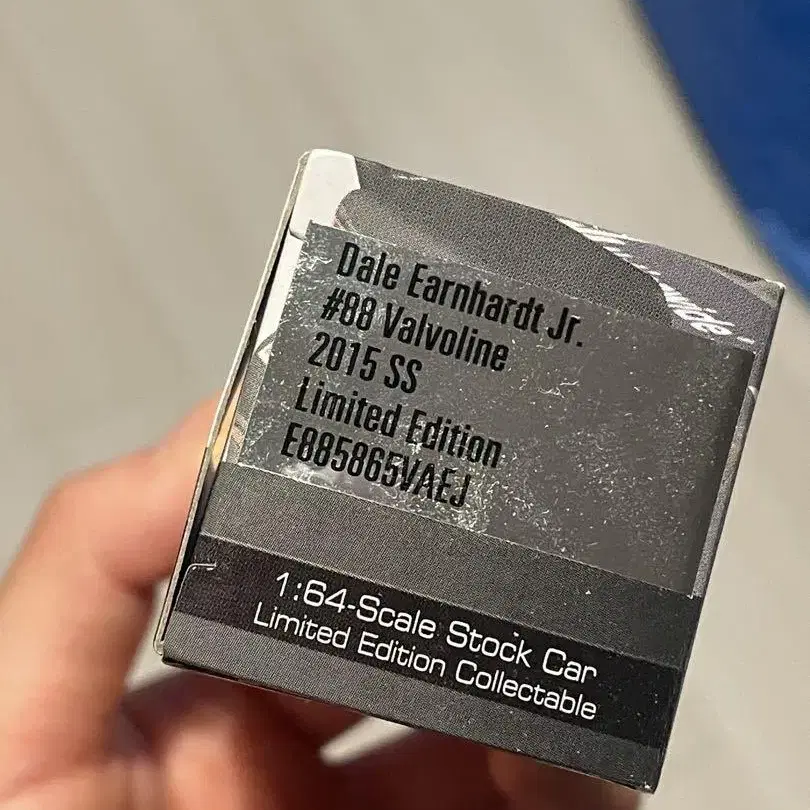 Dale Earnhardt Jr.
#88 Valvoline
2015 SS
Limited Edition
E885865VAEJ
1:64-Scale Stock Car
Limited Edition Collectable